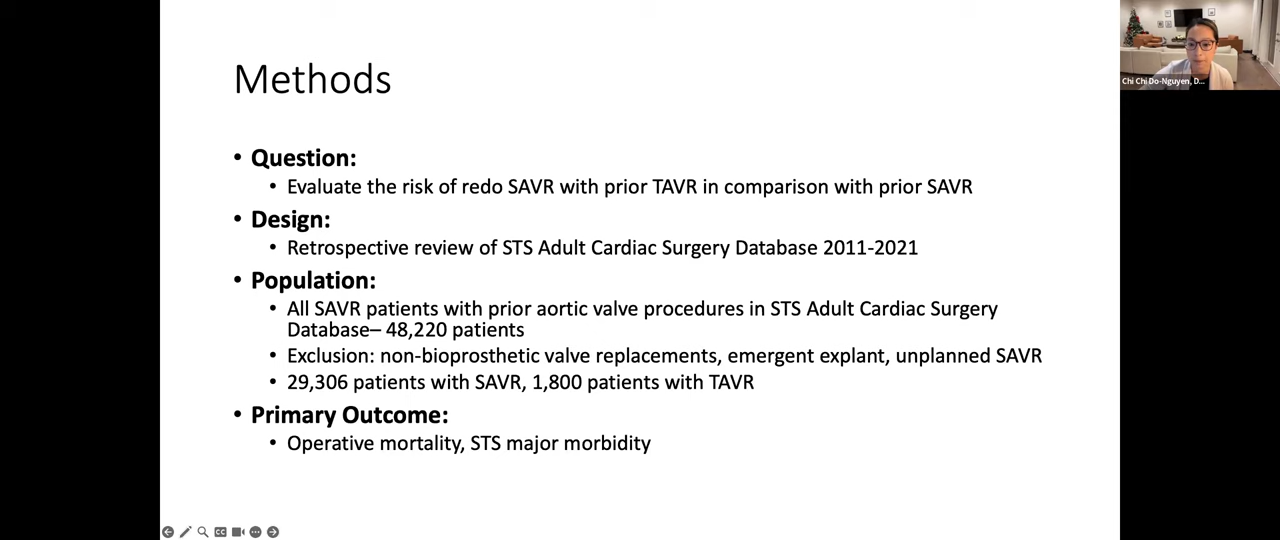 Methods
• Question:
• Evaluate the risk of redo SAVR with prior TAVR in comparison with prior SAVR
• Design:
• Retrospective review of STS Adult Cardiac Surgery Database 2011-2021
• Population:
• All SAVR patients with prior aortic valve procedures in STS Adult Cardiac Surgery
Database– 48,220 patients
• Exclusion: non-bioprosthetic valve replacements, emergent explant, unplanned SAVR
• 29,306 patients with SAVR, 1,800 patients with TAVR
• Primary Outcome:
• Operative mortality, STS major morbidity
Chi Chi Do-Nguyen, D...
CC